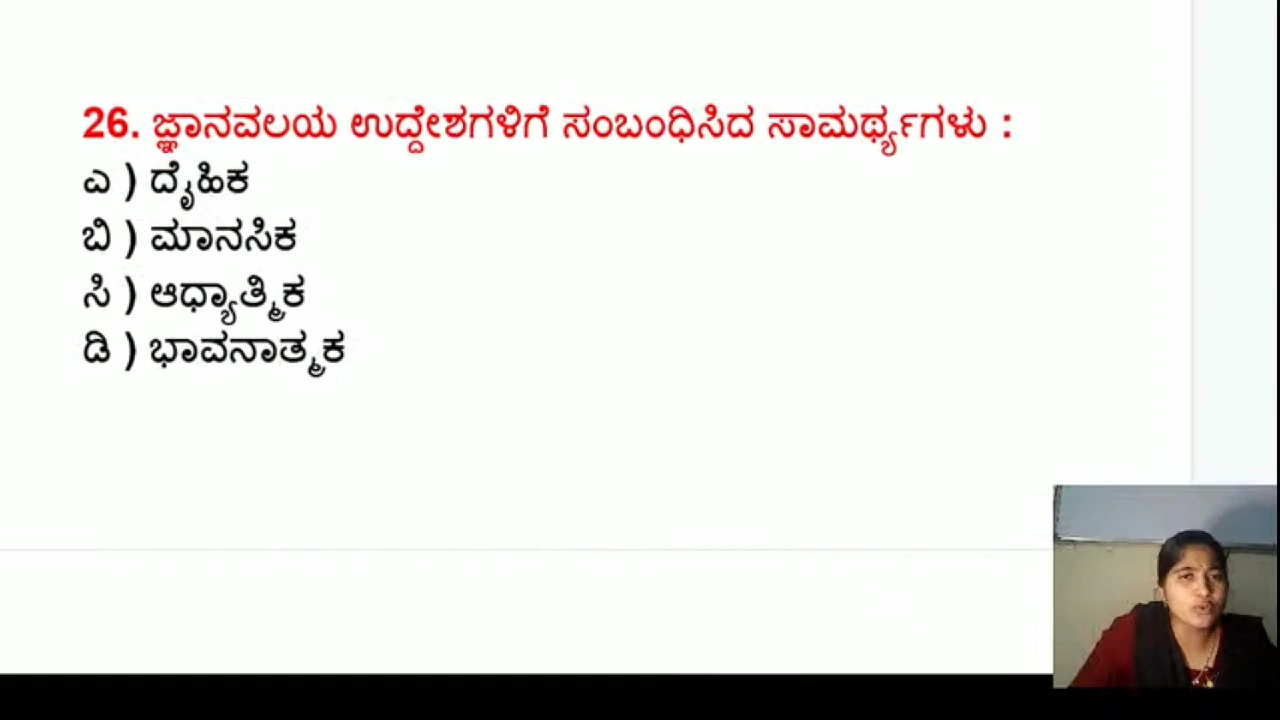 26. ಜ್ಞಾನವಲಯ ಉದ್ದೇಶಗಳಿಗೆ ಸಂಬಂಧಿಸಿದ ಸಾಮರ್ಥ್ಯಗಳು :
ಎ ) ದೈಹಿಕ
ಬಿ ) ಮಾನಸಿಕ
ಸಿ ) ಆಧ್ಯಾತ್ಮಿಕ
ಡಿ ) ಭಾವನಾತ್ಮಕ